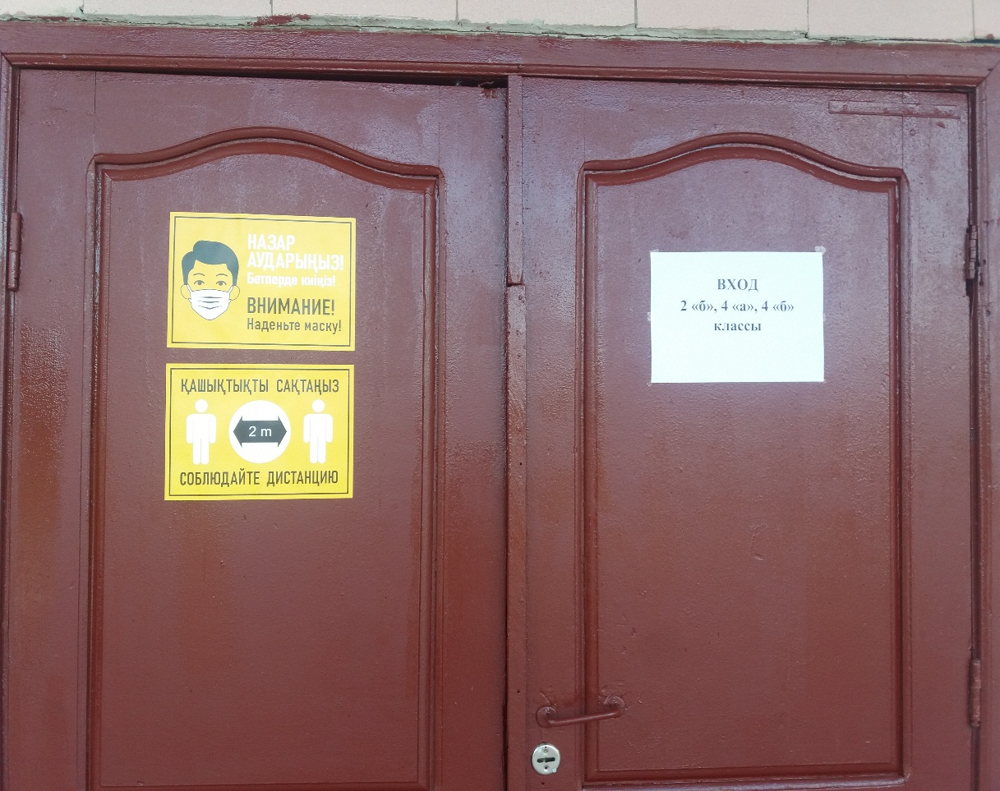 НАЗАР
АУДАРЫҢЫЗ!
Бетперде киіңіз!
ВНИМАНИЕ!
Наденьте маску!
ҚАШЫҚТЫҚТЫ САҚТАҢЫЗ
2 m
СОБЛЮДАЙТЕ ДИСТАНЦИЮ
ВХОД
2 «б», 4 «а», 4 «б»
классы